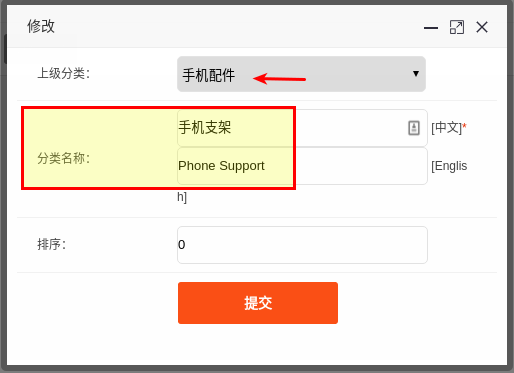 修改
上级分类：
手机配件
分类名称：
手机支架
[中文]*
Phone Support
[Englis
h]
排序：
0
提交